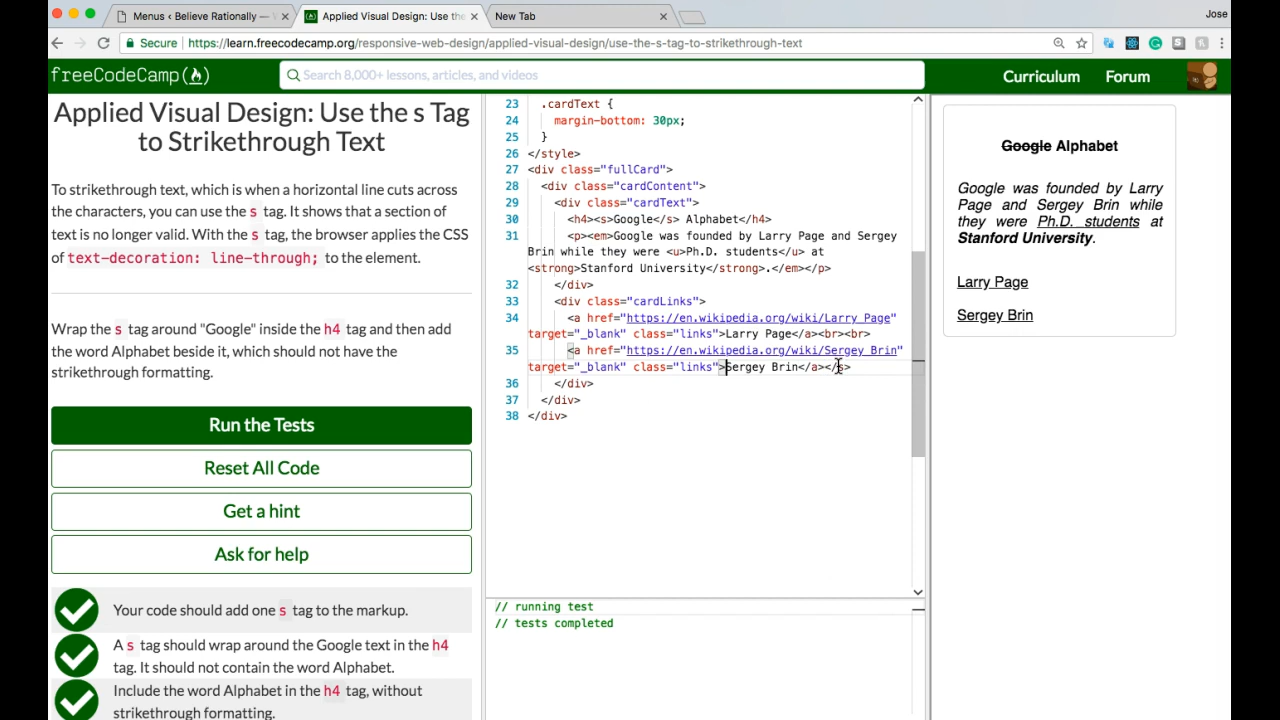 Menus ‹ Believe Rationally —
Applied Visual Design: Use the
New Tab
Jose
Secure
https://learn.freecodecamp.org/responsive-web-design/applied-visual-design/use-the-s-tag-to-strikethrough-text
freeCodeCamp
Search 8,000+ lessons, articles, and videos
Curriculum
Forum
Applied Visual Design: Use the s Tag
to Strikethrough Text
To strikethrough text, which is when a horizontal line cuts across
the characters, you can use the s tag. It shows that a section of
text is no longer valid. With the s tag, the browser applies the CSS
of text-decoration: line-through; to the element.
Wrap the s tag around "Google" inside the h4 tag and then add
the word Alphabet beside it, which should not have the
strikethrough formatting.
Run the Tests
Reset All Code
Get a hint
Ask for help
Your code should add one s tag to the markup.
A s tag should wrap around the Google text in the h4
tag. It should not contain the word Alphabet.
Include the word Alphabet in the h4 tag, without
strikethrough formatting.
23 .cardText {
24 margin-bottom: 30px;
25 }
26 </style>
27 <div class="fullCard">
28 <div class="cardContent">
29 <div class="cardText">
30 <h4><s>Google</s> Alphabet</h4>
31 <p><em>Google was founded by Larry Page and Sergey
Brin while they were <u>Ph.D. students</u> at
<strong>Stanford University</strong>.</em></p>
32 </div>
33 <div class="cardLinks">
34 <a href="https://en.wikipedia.org/wiki/Larry_Page"
target="_blank" class="links">Larry Page</a><br><br>
35 <a href="https://en.wikipedia.org/wiki/Sergey_Brin"
target="_blank" class="links">Sergey Brin</a></s>
36 </div>
37 </div>
38 </div>
// running test
// tests completed
Google Alphabet
Google was founded by Larry
Page and Sergey Brin while
they were Ph.D. students at
Stanford University.
Larry Page
Sergey Brin